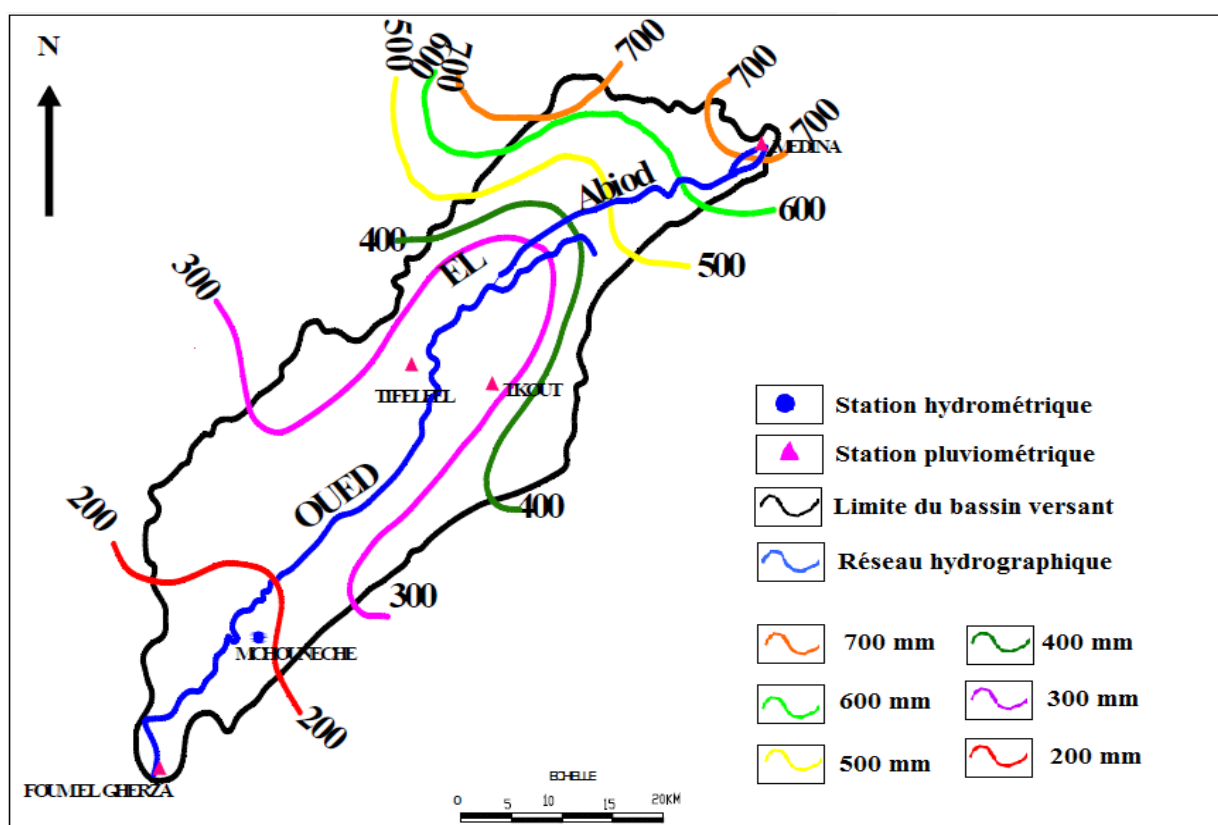 N
500
600
700
700
700
700
MEDINA
Abiod
600
400
500
EL
300
TIFELFEL
T.KOUT
Station hydrométrique
Station pluviométrique
OUED
400
Limite du bassin versant
200
Réseau hydrographique
300
MCHOUNECHE
700 mm
400 mm
600 mm
300 mm
200
500 mm
200 mm
FOUM EL GHERZA
ECHELLE
0 5 10 15 20KM